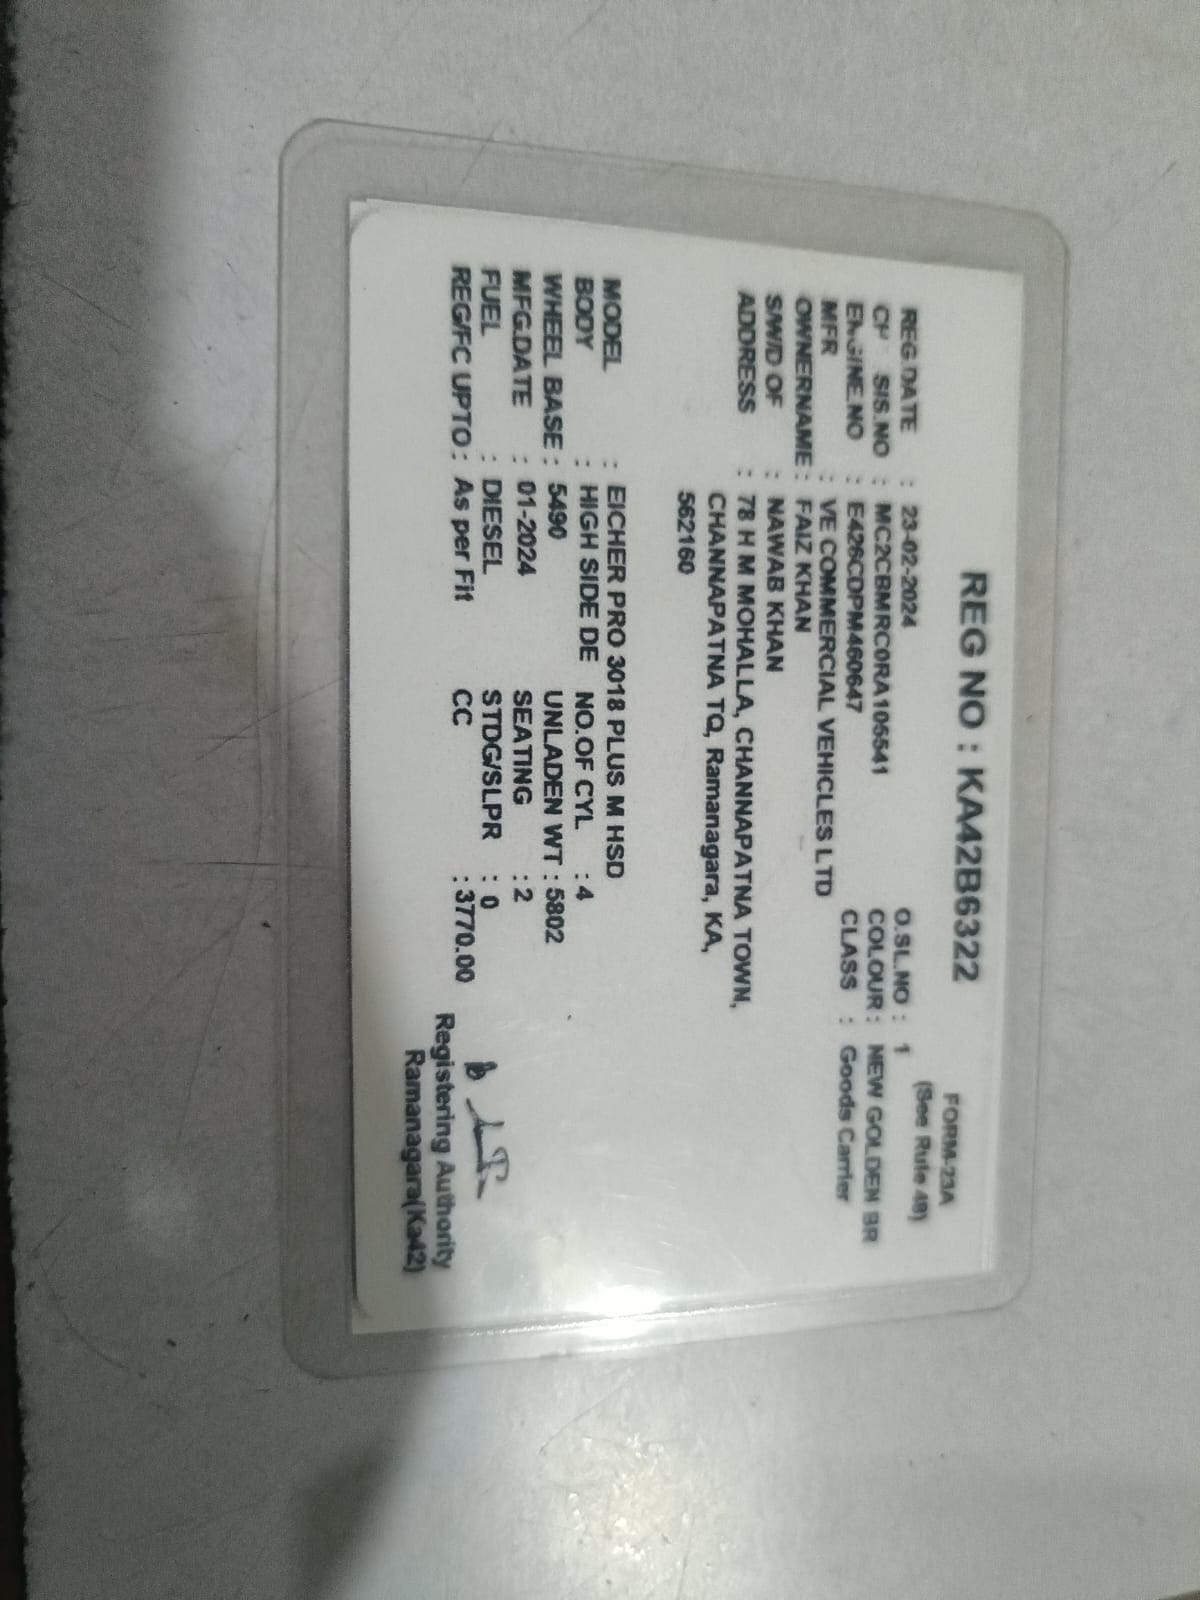 FORM-23A
REG NO : KA42B6322 (See Rule 48)
REG DATE : 23-02-2024 O.SL.NO : 1
SIS.NO : MC2CBMRC0RA105541 COLOUR : NEW GOLDEN BR
ENGINE.NO : E426CDPM460647 CLASS : Goods Carrier
MFR : VE COMMERCIAL VEHICLES LTD
OWNERNAME : FAIZ KHAN
S/W/D OF : NAWAB KHAN
ADDRESS : 78 H M MOHALLA, CHANNAPATNA TOWN,
CHANNAPATNA TQ, Ramanagara, KA,
562160
MODEL : EICHER PRO 3018 PLUS M HSD
BODY : HIGH SIDE DE NO.OF CYL : 4
WHEEL BASE : 5490 UNLADEN WT : 5802
MFG.DATE : 01-2024 SEATING : 2
FUEL : DIESEL STDG/SLPR : 0
REG/FC UPTO : As per Fit CC : 3770.00
Registering Authority
Ramanagara(Ka42)